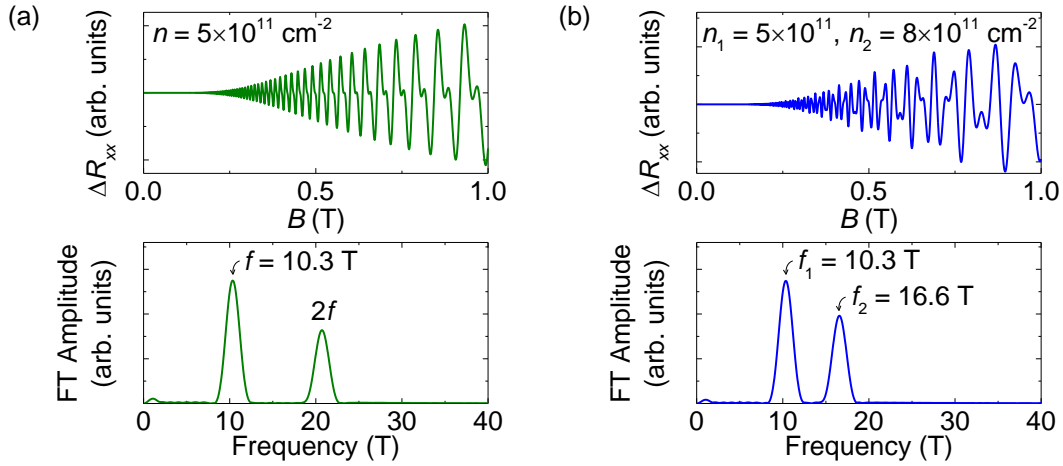 (a)
n = 5×10¹¹ cm⁻²
ΔRₓₓ (arb. units)
0.0 0.5 1.0
B (T)
f = 10.3 T
2f
FT Amplitude
(arb. units)
0 10 20 30 40
Frequency (T)
(b)
n₁ = 5×10¹¹, n₂ = 8×10¹¹ cm⁻²
ΔRₓₓ (arb. units)
0.0 0.5 1.0
B (T)
f₁ = 10.3 T
f₂ = 16.6 T
FT Amplitude
(arb. units)
0 10 20 30 40
Frequency (T)